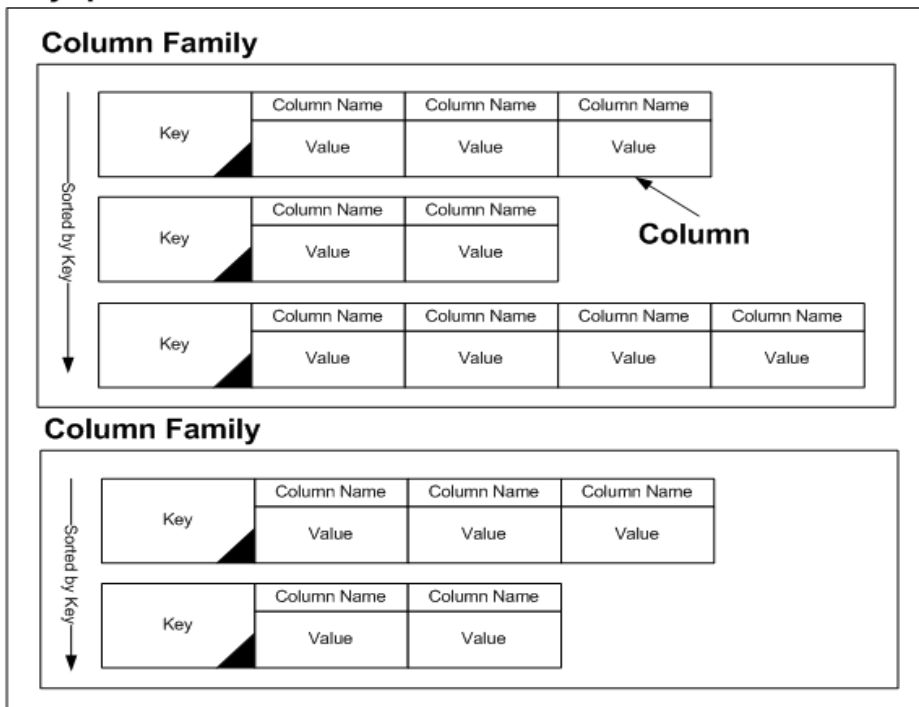 Column Family
Key
Column Name Column Name Column Name
Value Value Value
Column
Key
Column Name Column Name
Value Value
Key
Column Name Column Name Column Name Column Name
Value Value Value Value
Sorted by Key
Column Family
Key
Column Name Column Name Column Name
Value Value Value
Key
Column Name Column Name
Value Value
Sorted by Key